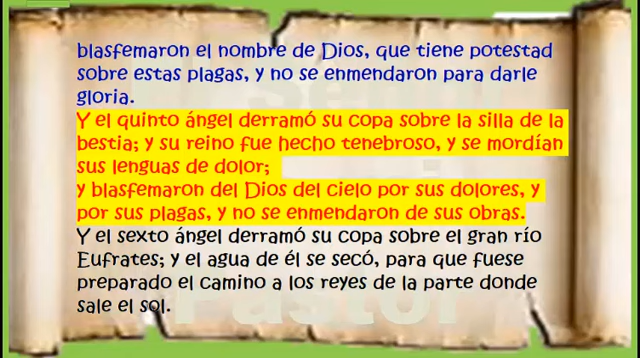 blasfemaron el nombre de Dios, que tiene potestad
sobre estas plagas, y no se enmendaron para darle
gloria.
Y el quinto ángel derramó su copa sobre la silla de la
bestia; y su reino fue hecho tenebroso, y se mordían
sus lenguas de dolor;
y blasfemaron del Dios del cielo por sus dolores, y
por sus plagas, y no se enmendaron de sus obras.
Y el sexto ángel derramó su copa sobre el gran río
Eufrates; y el agua de él se secó, para que fuese
preparado el camino a los reyes de la parte donde
sale el sol.
Pastor